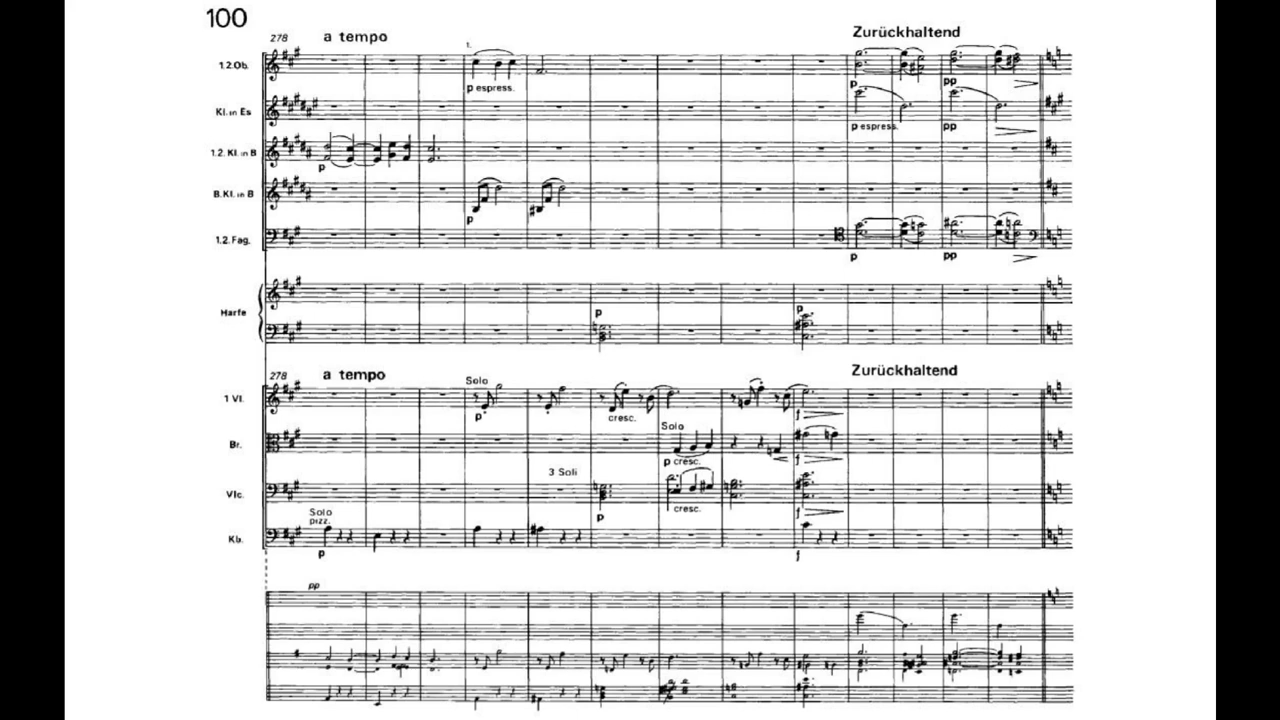 100
278 a tempo Zurückhaltend
1.
1.2.Ob.
p espress. p pp
Kl. in Es
p espress. pp
1.2. Kl. in B
p
B.Kl. in B
p
1.2. Fag.
p pp
Harfe
p p
278 a tempo Zurückhaltend
Solo
1 Vl.
p cresc. f
Solo
Br.
p cresc. f
3 Soli
Vlc.
p cresc. f
Solo
pizz.
Kb.
p f
pp